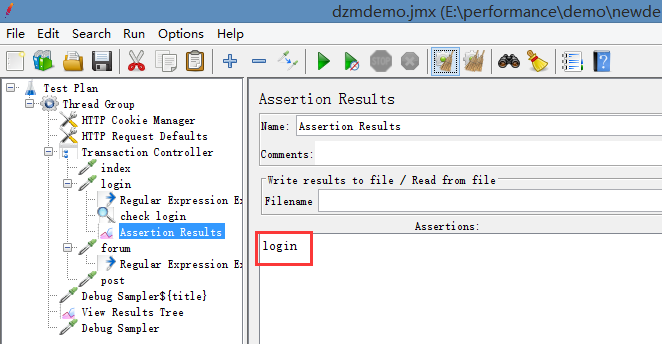 dzmdemo.jmx (E:\performance\demo\newde
File Edit Search Run Options Help
Test Plan
Thread Group
HTTP Cookie Manager
HTTP Request Defaults
Transaction Controller
index
login
Regular Expression Ex
check login
Assertion Results
forum
Regular Expression Ex
post
Debug Sampler${title}
View Results Tree
Debug Sampler
Assertion Results
Name: Assertion Results
Comments:
Write results to file / Read from file
Filename
Assertions:
login
STOP